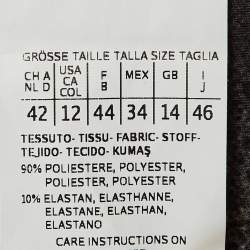 GRÖSSE TAILLE TALLA SIZE TAGLIA
CH A
NL D
USA
CA
COL
F
B
MEX
GB
I
J
42 12 44 34 14 46
TESSUTO- TISSU- FABRIC- STOFF-
TEJIDO- TECIDO- KUMAŞ
90% POLIESTERE, POLYESTER,
POLIESTER, POLYESTER
10% ELASTAN, ELASTHANNE,
ELASTANE, ELASTHAN,
ELASTANO
CARE INSTRUCTIONS ON